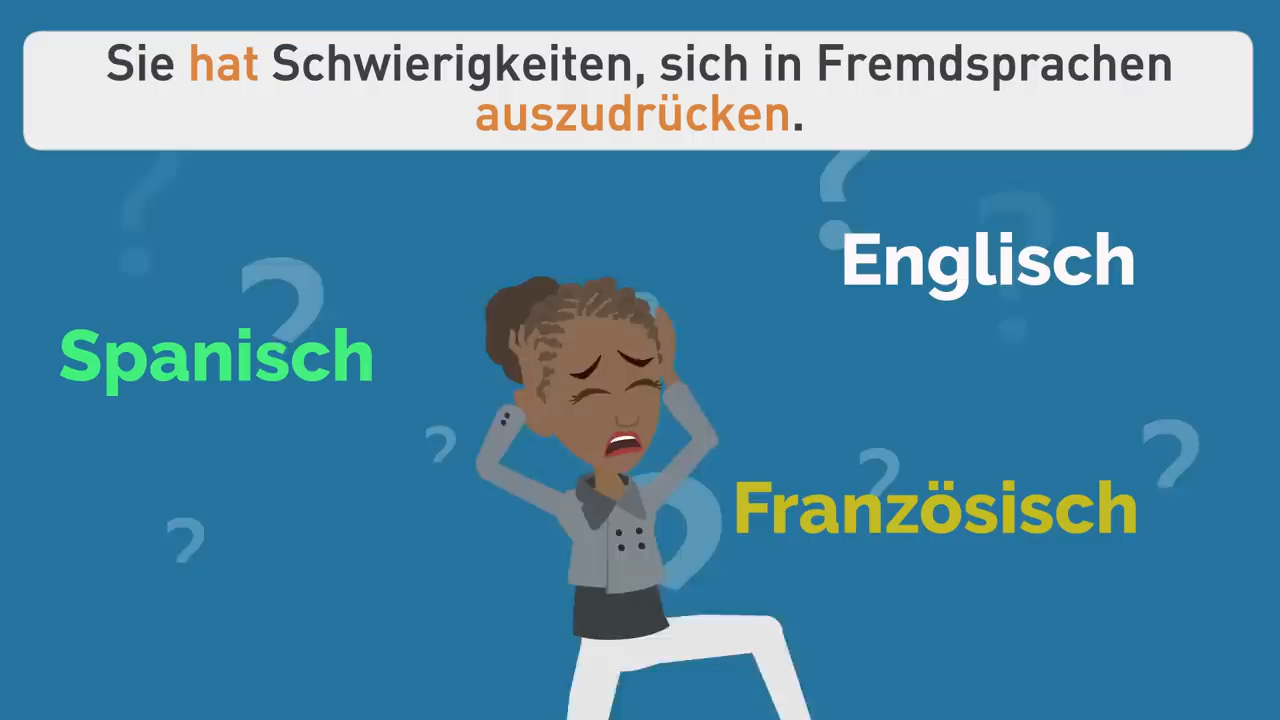 Sie hat Schwierigkeiten, sich in Fremdsprachen
auszudrücken.
Englisch
Spanisch
Französisch